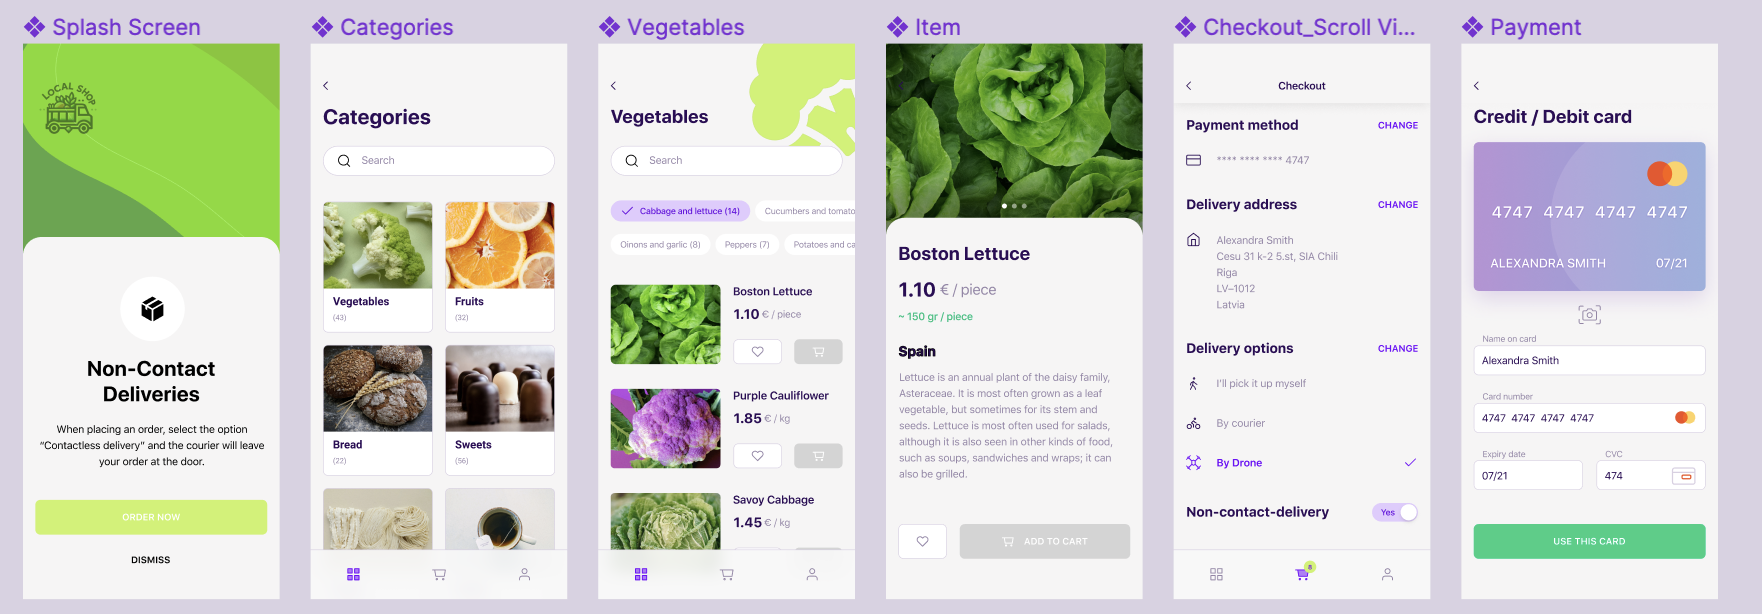 Splash Screen
LOCAL SHOP
Non-Contact
Deliveries
When placing an order, select the option
“Contactless delivery” and the courier will leave
your order at the door.
ORDER NOW
DISMISS
Categories
Categories
Search
Vegetables
(43)
Fruits
(32)
Bread
(22)
Sweets
(56)
Vegetables
Vegetables
Search
Cabbage and lettuce (14)
Cucumbers and tomato
Oinons and garlic (8)
Peppers (7)
Potatoes and ca
Boston Lettuce
1.10 € / piece
Purple Cauliflower
1.85 € / kg
Savoy Cabbage
1.45 € / kg
Item
Boston Lettuce
1.10 € / piece
~ 150 gr / piece
Spain
Lettuce is an annual plant of the daisy family,
Asteraceae. It is most often grown as a leaf
vegetable, but sometimes for its stem and
seeds. Lettuce is most often used for salads,
although it is also seen in other kinds of food,
such as soups, sandwiches and wraps; it can
also be grilled.
ADD TO CART
Checkout_Scroll Vi...
Checkout
Payment method
CHANGE
**** **** **** 4747
Delivery address
CHANGE
Alexandra Smith
Cesu 31 k-2 5.st, SIA Chili
Riga
LV–1012
Latvia
Delivery options
CHANGE
I'll pick it up myself
By courier
By Drone
Non-contact-delivery
Yes
8
Payment
Credit / Debit card
4747 4747 4747 4747
ALEXANDRA SMITH
07/21
Name on card
Alexandra Smith
Card number
4747 4747 4747 4747
Expiry date
07/21
CVC
474
USE THIS CARD